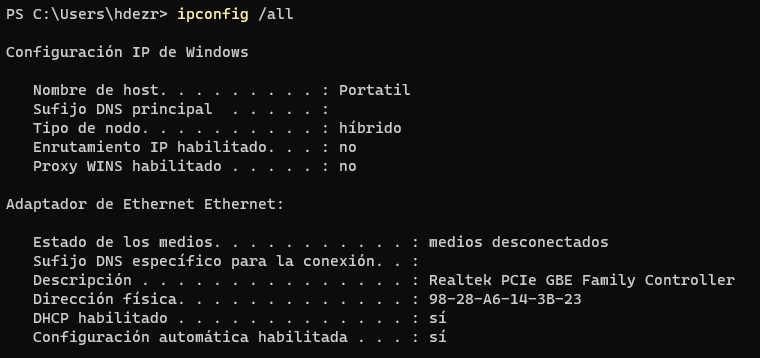 PS C:\Users\hdezr> ipconfig /all
Configuración IP de Windows
Nombre de host. . . . . . . . . : Portatil
Sufijo DNS principal  . . . . . :
Tipo de nodo. . . . . . . . . . : híbrido
Enrutamiento IP habilitado. . . : no
Proxy WINS habilitado . . . . . : no
Adaptador de Ethernet Ethernet:
Estado de los medios. . . . . . . . . . . : medios desconectados
Sufijo DNS específico para la conexión. . :
Descripción . . . . . . . . . . . . . . . : Realtek PCIe GBE Family Controller
Dirección física. . . . . . . . . . . . . : 98-28-A6-14-3B-23
DHCP habilitado . . . . . . . . . . . . . : sí
Configuración automática habilitada . . . : sí